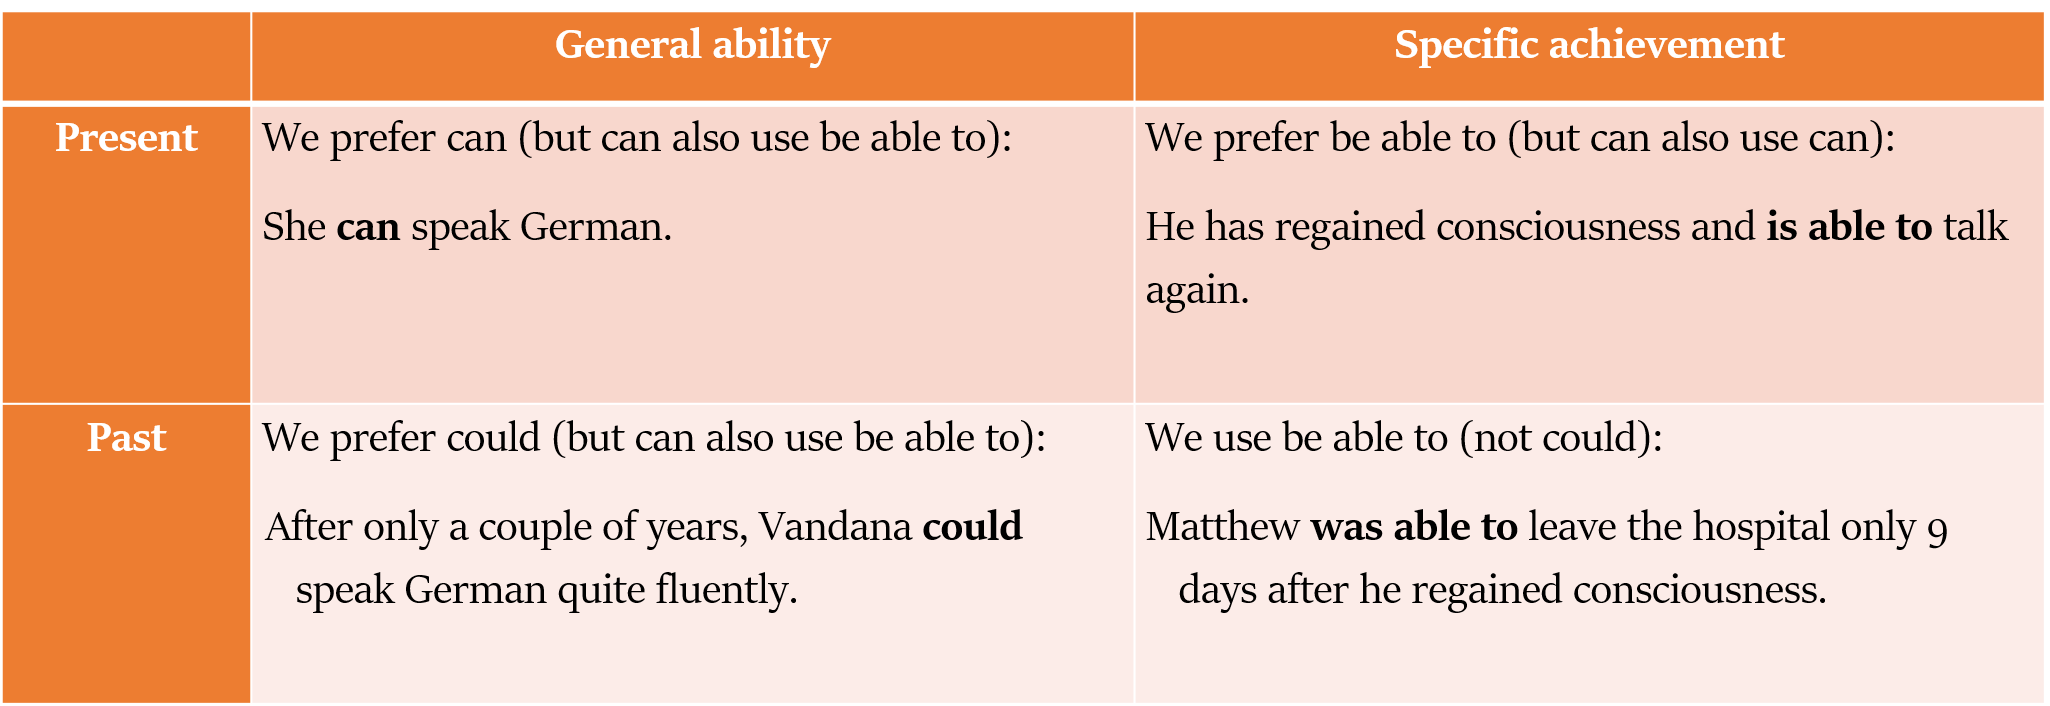 General ability
Specific achievement
Present
We prefer can (but can also use be able to):
She can speak German.
We prefer be able to (but can also use can):
He has regained consciousness and is able to talk
again.
Past
We prefer could (but can also use be able to):
After only a couple of years, Vandana could
speak German quite fluently.
We use be able to (not could):
Matthew was able to leave the hospital only 9
days after he regained consciousness.